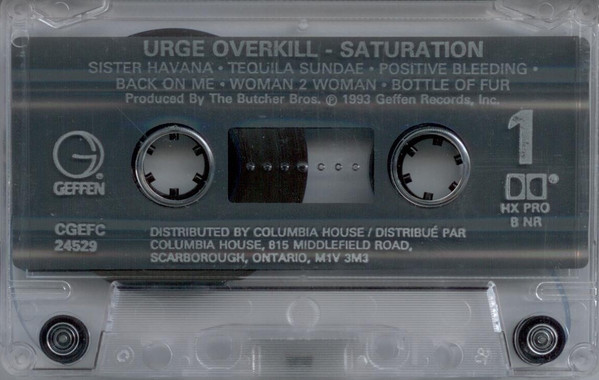 URGE OVERKILL - SATURATION
SISTER HAVANA • TEQUILA SUNDAE • POSITIVE BLEEDING •
BACK ON ME • WOMAN 2 WOMAN • BOTTLE OF FUR
Produced By The Butcher Bros. ℗ 1993 Geffen Records, Inc.
1
G
GEFFEN
HX PRO
B NR
CGEFC
24529
DISTRIBUTED BY COLUMBIA HOUSE / DISTRIBUÉ PAR
COLUMBIA HOUSE, 815 MIDDLEFIELD ROAD,
SCARBOROUGH, ONTARIO, M1V 3M3